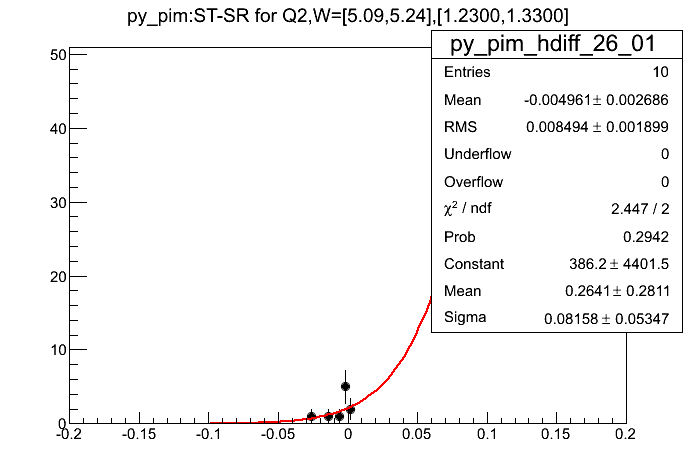 py_pim:ST-SR for Q2,W=[5.09,5.24],[1.2300,1.3300]
py_pim_hdiff_26_01
Entries 10
Mean -0.004961 ± 0.002686
RMS 0.008494 ± 0.001899
Underflow 0
Overflow 0
χ² / ndf 2.447 / 2
Prob 0.2942
Constant 386.2 ± 4401.5
Mean 0.2641 ± 0.2811
Sigma 0.08158 ± 0.05347
50
40
30
20
10
0
-0.2 -0.15 -0.1 -0.05 0 0.05 0.1 0.15 0.2